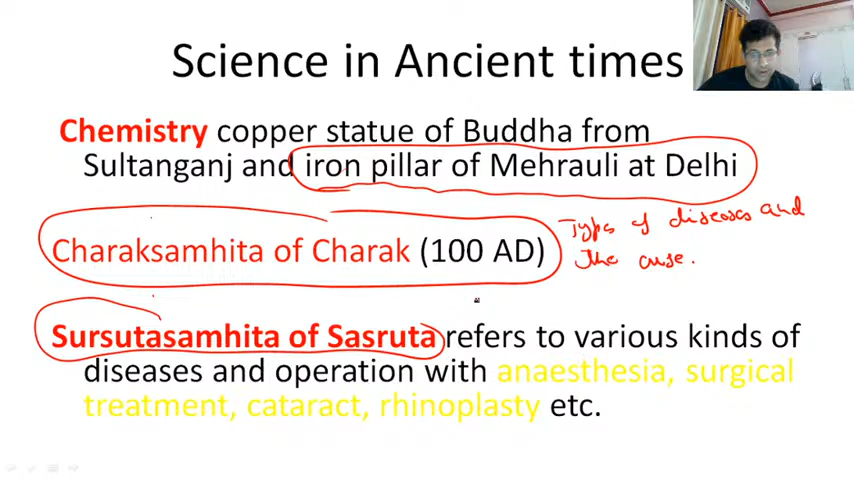 Science in Ancient times
Chemistry copper statue of Buddha from
Sultanganj and iron pillar of Mehrauli at Delhi
Charaksamhita of Charak (100 AD)
Types of diseases and
The cuse.
Sursutasamhita of Sasruta refers to various kinds of
diseases and operation with anaesthesia, surgical
treatment, cataract, rhinoplasty etc.